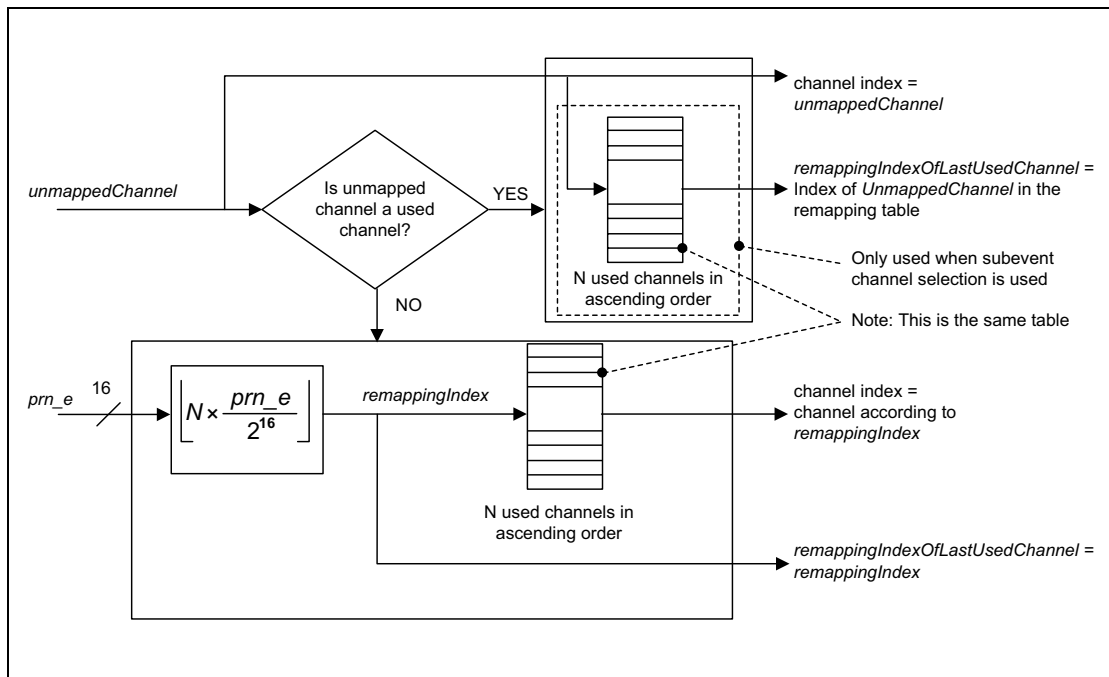 channel index =
unmappedChannel
unmappedChannel
Is unmapped
channel a used
channel?
YES
remappingIndexOfLastUsedChannel =
Index of UnmappedChannel in the
remapping table
N used channels in
ascending order
Only used when subevent
channel selection is used
NO
Note: This is the same table
prn_e
16
⌊N × prn_e / 2^16⌋
remappingIndex
channel index =
channel according to
remappingIndex
N used channels in
ascending order
remappingIndexOfLastUsedChannel =
remappingIndex